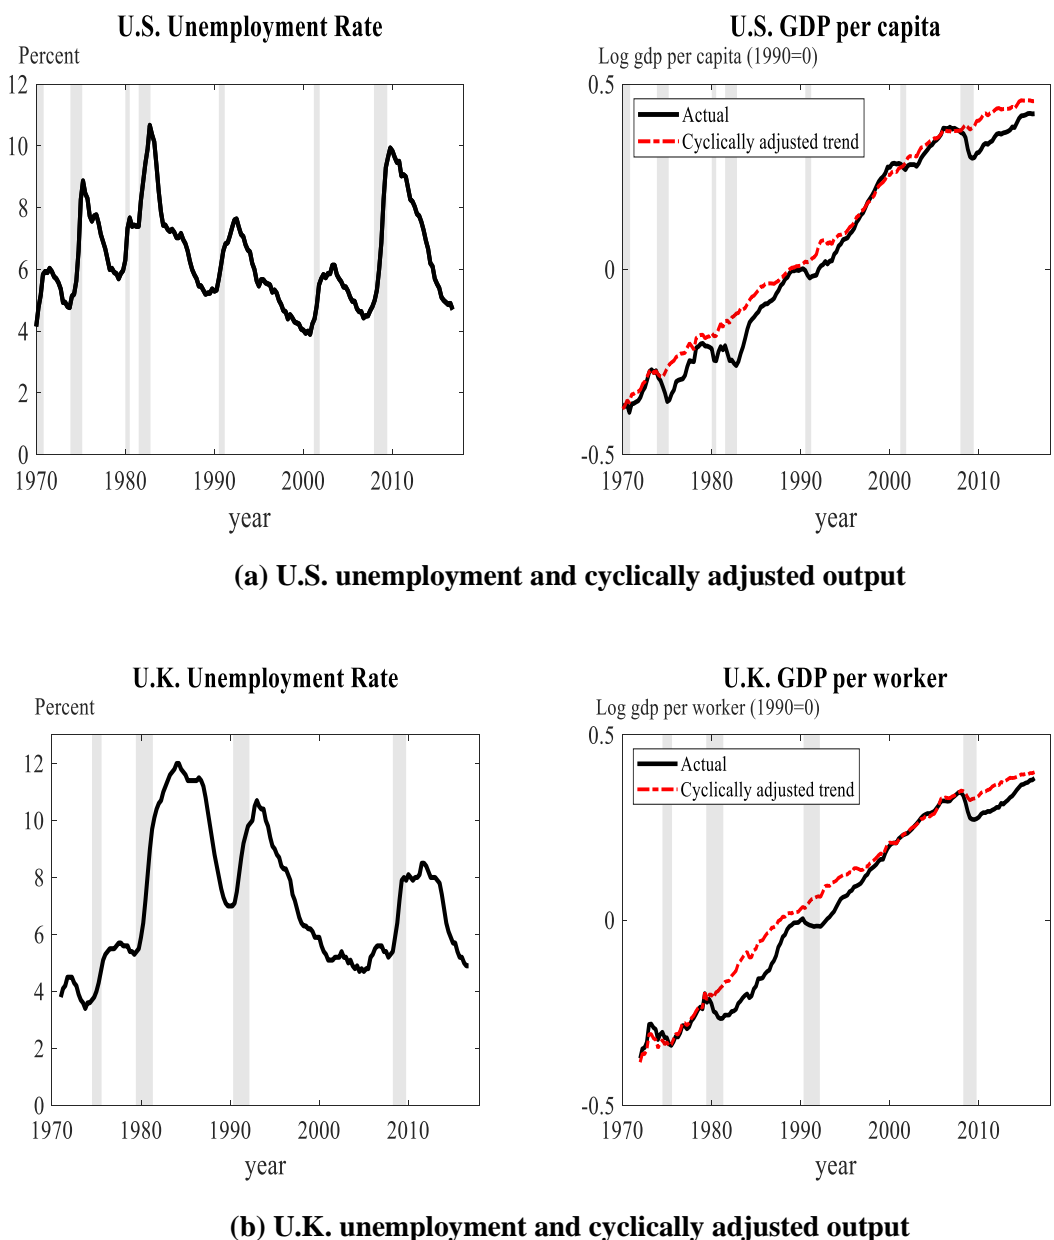 U.S. Unemployment Rate
Percent
12
10
8
6
4
2
0
1970 1980 1990 2000 2010
year
U.S. GDP per capita
Log gdp per capita (1990=0)
0.5
0
-0.5
Actual
Cyclically adjusted trend
1970 1980 1990 2000 2010
year
(a) U.S. unemployment and cyclically adjusted output
U.K. Unemployment Rate
Percent
12
10
8
6
4
2
0
1970 1980 1990 2000 2010
year
U.K. GDP per worker
Log gdp per worker (1990=0)
0.5
0
-0.5
Actual
Cyclically adjusted trend
1970 1980 1990 2000 2010
year
(b) U.K. unemployment and cyclically adjusted output